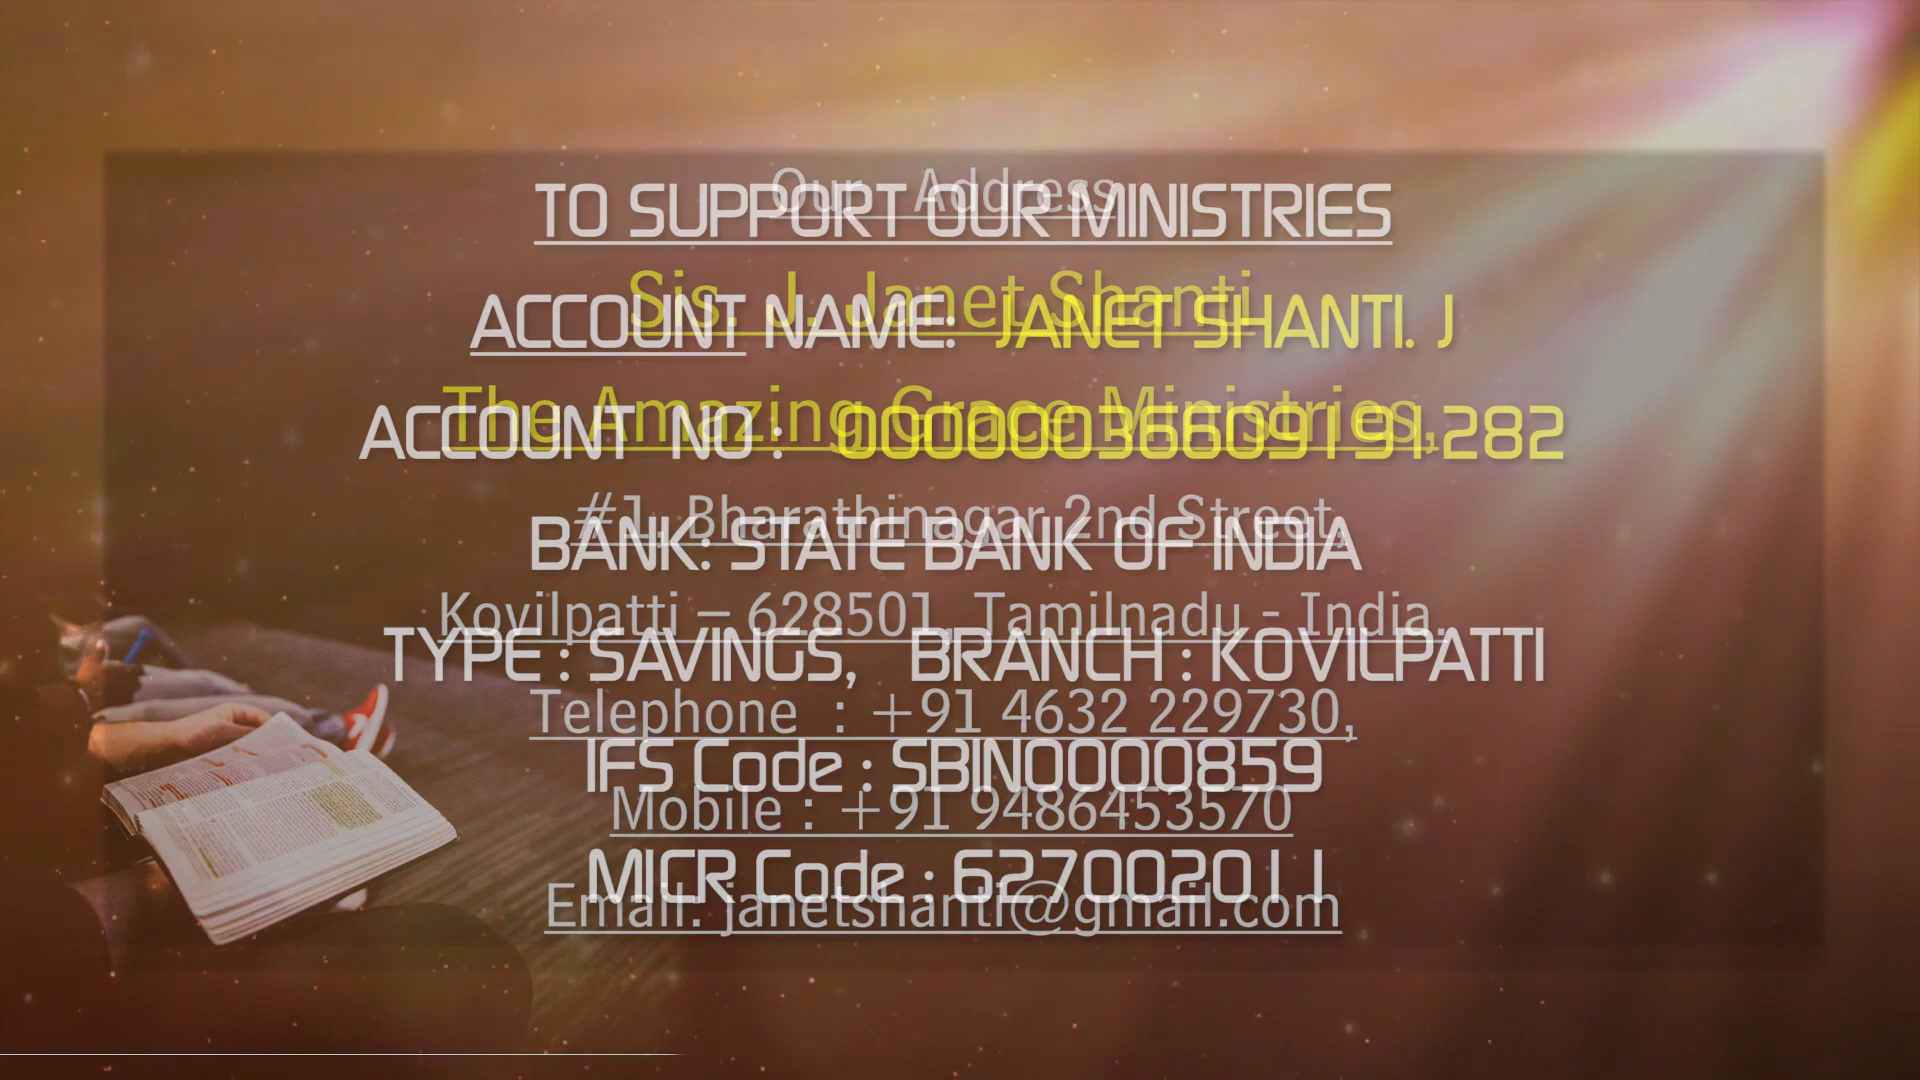 Our Address
TO SUPPORT OUR MINISTRIES
Sis. J. Janet Shanti
ACCOUNT NAME: JANET SHANTI. J
The Amazing Grace Ministries,
ACCOUNT NO :
#1, Bharathinagar 2nd Street,
BANK: STATE BANK OF INDIA
Kovilpatti – 628501, Tamilnadu - India.
TYPE : SAVINGS, BRANCH : KOVILPATTI
Telephone : +91 4632 229730,
IFS Code : SBIN0000859
Mobile : +91 9486453570
MICR Code : 627002011
Email: janetshanti@gmail.com